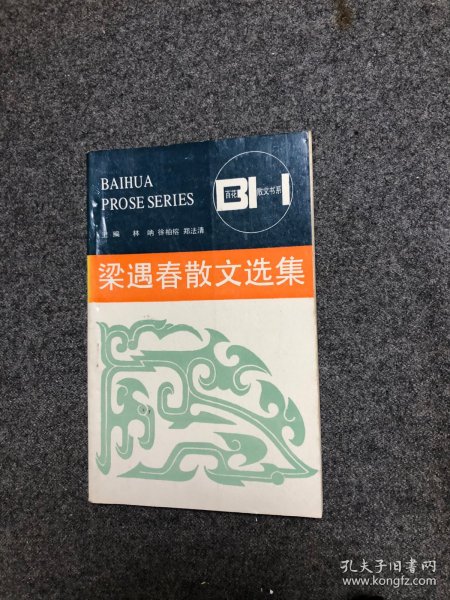 BAIHUA
PROSE SERIES
百花
BH
散文书系
主编 林呐 徐柏容 郑法清
梁遇春散文选集
孔夫子旧书网
www.kongfz.com